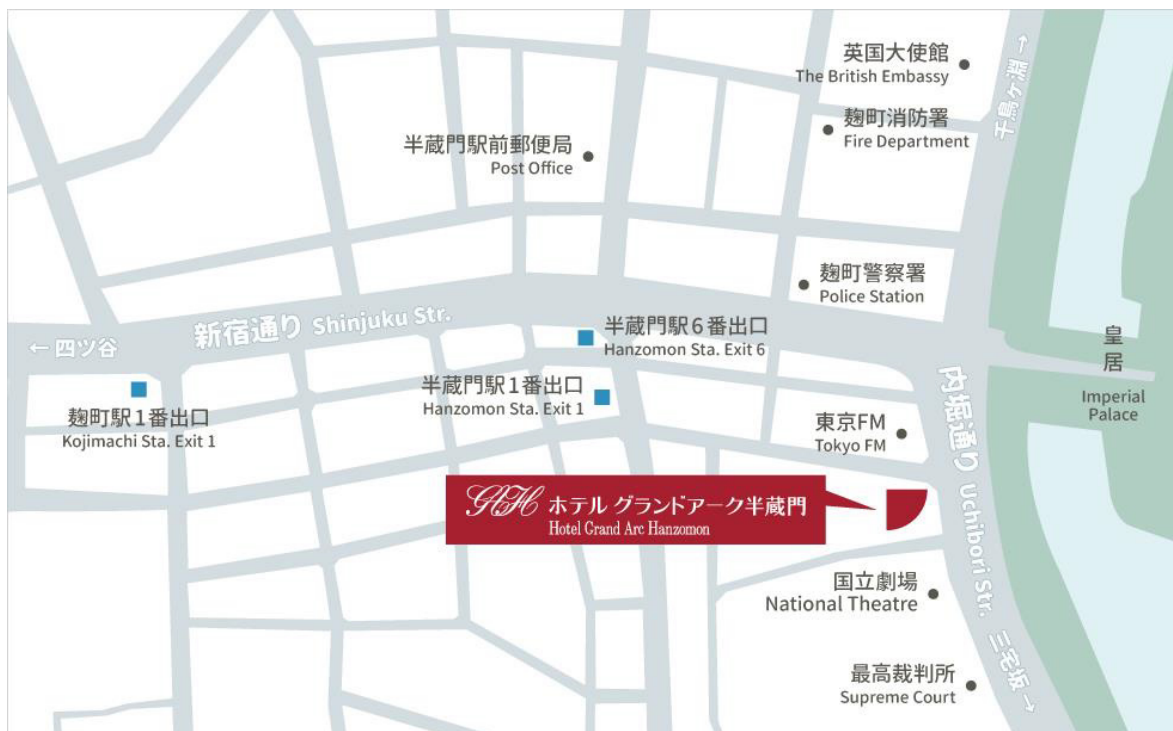 英国大使館
The British Embassy
千鳥ヶ淵→
麹町消防署
Fire Department
半蔵門駅前郵便局
Post Office
麹町警察署
Police Station
新宿通り Shinjuku Str.
← 四ツ谷
半蔵門駅6番出口
Hanzomon Sta. Exit 6
皇居
Imperial
Palace
半蔵門駅1番出口
Hanzomon Sta. Exit 1
麹町駅1番出口
Kojimachi Sta. Exit 1
内堀通り Uchibori Str.
東京FM
Tokyo FM
GAH ホテル グランドアーク半蔵門
Hotel Grand Arc Hanzomon
国立劇場
National Theatre
三宅坂→
最高裁判所
Supreme Court